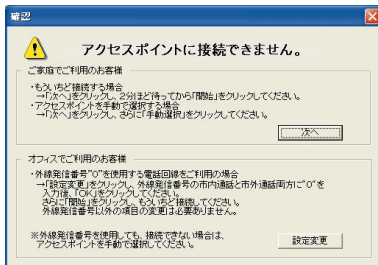 確認
アクセスポイントに接続できません。
ご家庭でご利用のお客様
・もういちど接続する場合
→「次へ」をクリックし、2分ほど待ってから「開始」をクリックしてください。
・アクセスポイントを手動で選択する場合
→「次へ」をクリックし、さらに「手動選択」をクリックしてください。
次へ
オフィスでご利用のお客様
・外線発信番号"0"を使用する電話回線をご利用の場合
→「設定変更」をクリックし、外線発信番号の市内通話と市外通話両方に"0"を
入力後、「OK」をクリックしてください。
さらに「開始」をクリックし、もういちど接続してください。
外線発信番号以外の項目の変更は必要ありません。
※外線発信番号を使用しても、接続できない場合は、
アクセスポイントを手動で選択してください。
設定変更